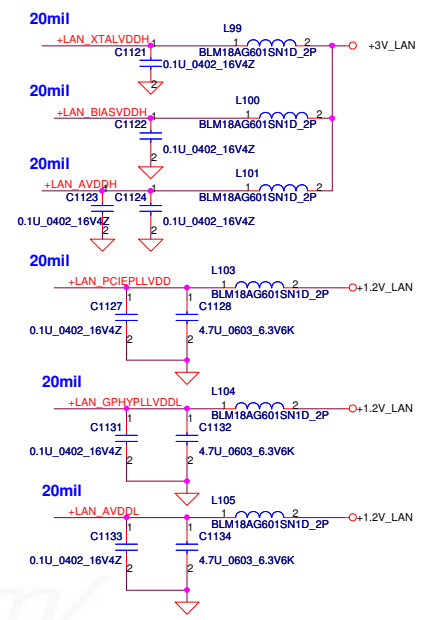 20mil
L99
+LAN_XTALVDDH 1 2 +3V_LAN
C1121 1 BLM18AG601SN1D_2P
0.1U_0402_16V4Z
2
20mil
L100
+LAN_BIASVDDH 1 2
C1122 1 BLM18AG601SN1D_2P
0.1U_0402_16V4Z
2
20mil
L101
+LAN_AVDDH 1 2
C1123 1 C1124 1 BLM18AG601SN1D_2P
0.1U_0402_16V4Z 0.1U_0402_16V4Z
2 2
20mil
L103
+LAN_PCIEPLLVDD 1 2 +1.2V_LAN
1 1 BLM18AG601SN1D_2P
C1127 C1128
0.1U_0402_16V4Z 4.7U_0603_6.3V6K
2 2
20mil
L104
+LAN_GPHYPLLVDDL 1 2 +1.2V_LAN
1 1 BLM18AG601SN1D_2P
C1131 C1132
0.1U_0402_16V4Z 4.7U_0603_6.3V6K
2 2
20mil
L105
+LAN_AVDDL 1 2 +1.2V_LAN
1 1 BLM18AG601SN1D_2P
C1133 C1134
0.1U_0402_16V4Z 4.7U_0603_6.3V6K
2 2